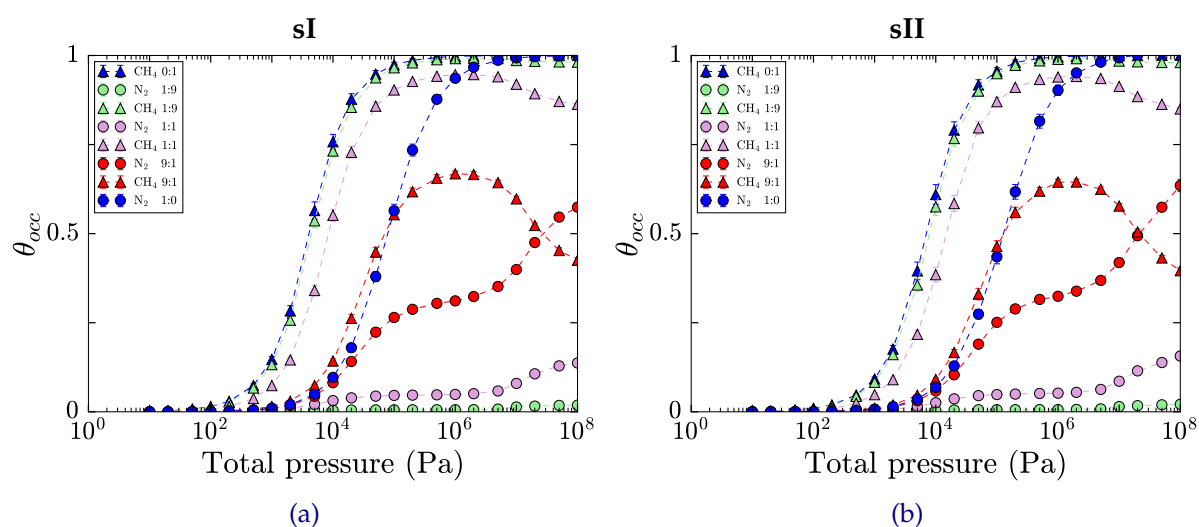 sI
θocc
1
0.5
0
CH4 0:1
N2 1:9
CH4 1:9
N2 1:1
CH4 1:1
N2 9:1
CH4 9:1
N2 1:0
10^0 10^2 10^4 10^6 10^8
Total pressure (Pa)
(a)
sII
θocc
1
0.5
0
CH4 0:1
N2 1:9
CH4 1:9
N2 1:1
CH4 1:1
N2 9:1
CH4 9:1
N2 1:0
10^0 10^2 10^4 10^6 10^8
Total pressure (Pa)
(b)